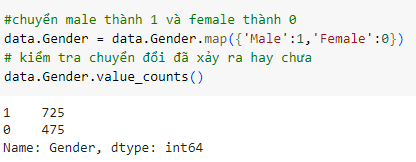 #chuyển male thành 1 và female thành 0
data.Gender = data.Gender.map({'Male':1,'Female':0})
# kiểm tra chuyển đổi đã xảy ra hay chưa
data.Gender.value_counts()
1    725
0    475
Name: Gender, dtype: int64